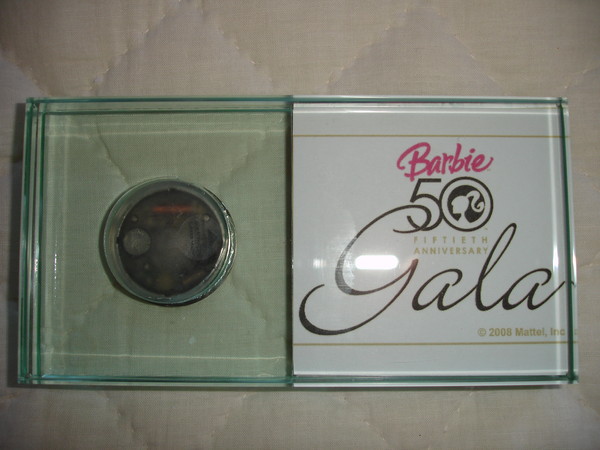 Barbie
50
FIFTIETH
ANNIVERSARY
Gala
© 2008 Mattel, Inc